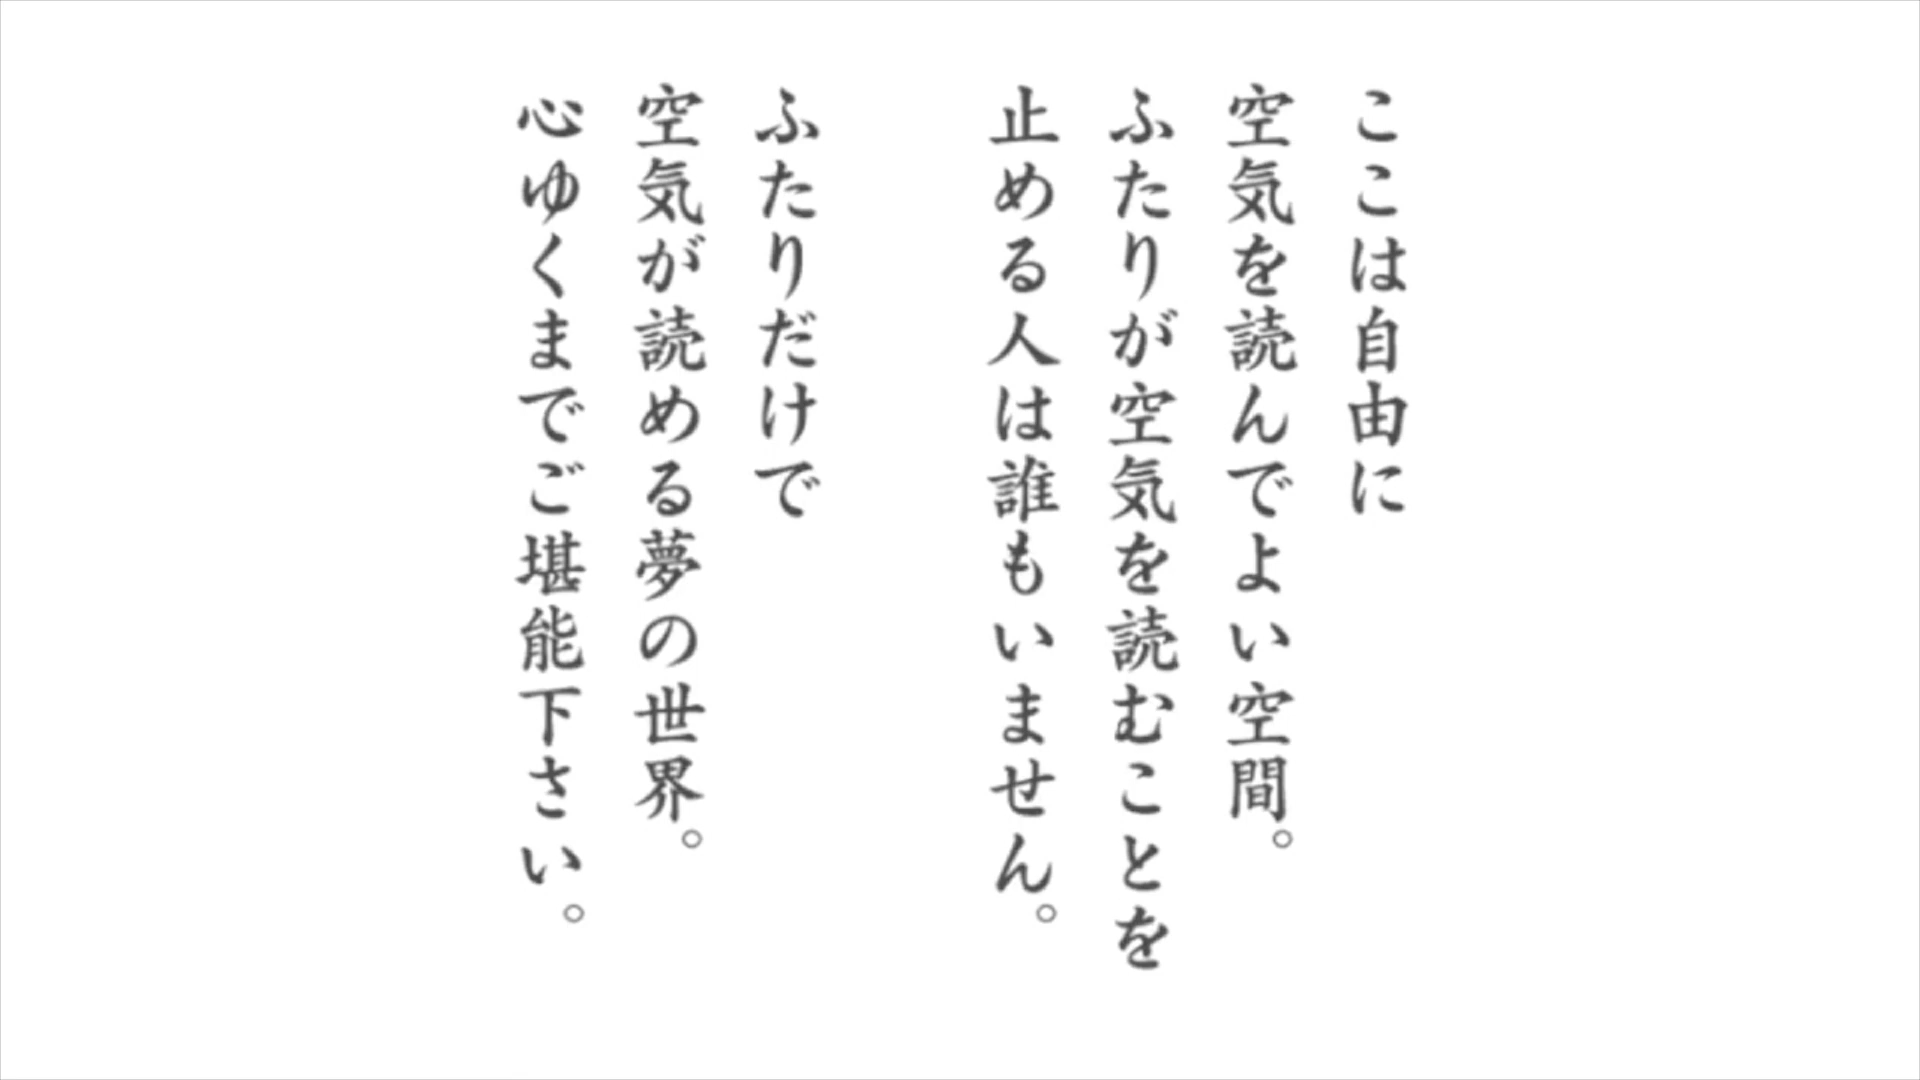 ここは自由に
空気を読んでよい空間。
ふたりが空気を読むことを
止める人は誰もいません。
ふたりだけで
空気が読める夢の世界。
心ゆくまでご堪能下さい。